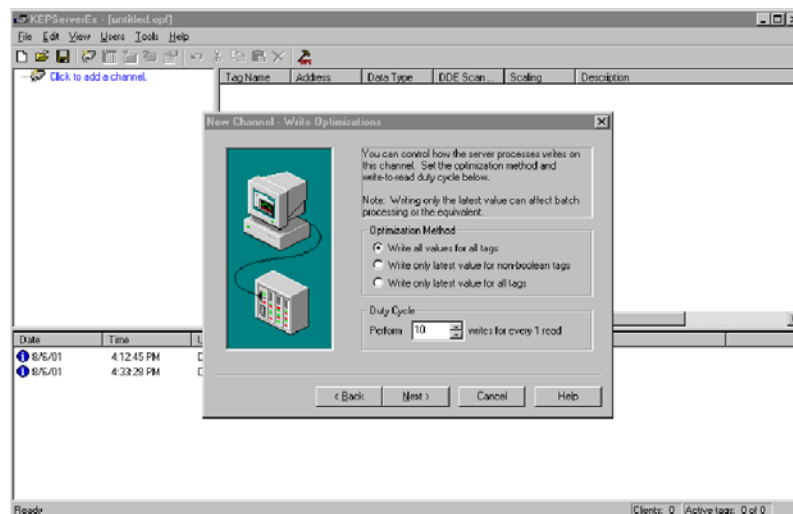 KEPServerEx - [untitled.opf]
File Edit View Users Tools Help
Click to add a channel.
Tag Name Address Data Type DDE Scan ... Scaling Description
New Channel - Write Optimizations
You can control how the server processes writes on
this channel. Set the optimization method and
write-to-read duty cycle below.
Note: Writing only the latest value can affect batch
processing or the equivalent.
Optimization Method
Write all values for all tags
Write only latest value for non-boolean tags
Write only latest value for all tags
Duty Cycle
Perform 10 writes for every 1 read
< Back Next > Cancel Help
Date Time
8/6/01 4:12:45 PM
8/6/01 4:33:28 PM
Ready Clients: 0 Active tags: 0 of 0